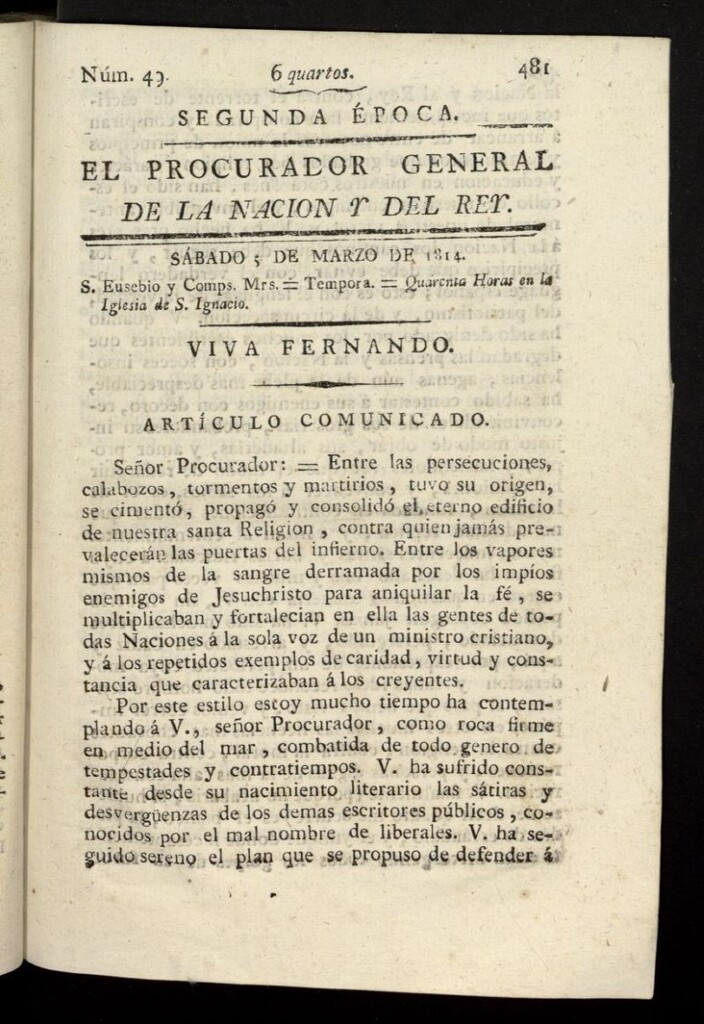 Núm. 49. 6 quartos. 481
SEGUNDA ÉPOCA.
EL PROCURADOR GENERAL
DE LA NACION Y DEL REY.
SÁBADO 5 DE MARZO DE 1814.
S. Eusebio y Comps. Mrs. = Tempora. = Quarenta Horas en la
Iglesia de S. Ignacio.
VIVA FERNANDO.
ARTÍCULO COMUNICADO.
Señor Procurador: = Entre las persecuciones,
calabozos, tormentos y martirios, tuvo su origen,
se cimentó, propagó y consolidó el eterno edificio
de nuestra santa Religion, contra quien jamás pre-
valecerán las puertas del infierno. Entre los vapores
mismos de la sangre derramada por los impíos
enemigos de Jesuchristo para aniquilar la fé, se
multiplicaban y fortalecian en ella las gentes de to-
das Naciones á la sola voz de un ministro cristiano,
y á los repetidos exemplos de caridad, virtud y cons-
tancia que caracterizaban á los creyentes.
Por este estilo estoy mucho tiempo ha contem-
plando á V., señor Procurador, como roca firme
en medio del mar, combatida de todo genero de
tempestades y contratiempos. V. ha sufrido cons-
tante desde su nacimiento literario las sátiras y
desvergüenzas de los demas escritores públicos, co-
nocidos por el mal nombre de liberales. V. ha se-
guido sereno el plan que se propuso de defender á